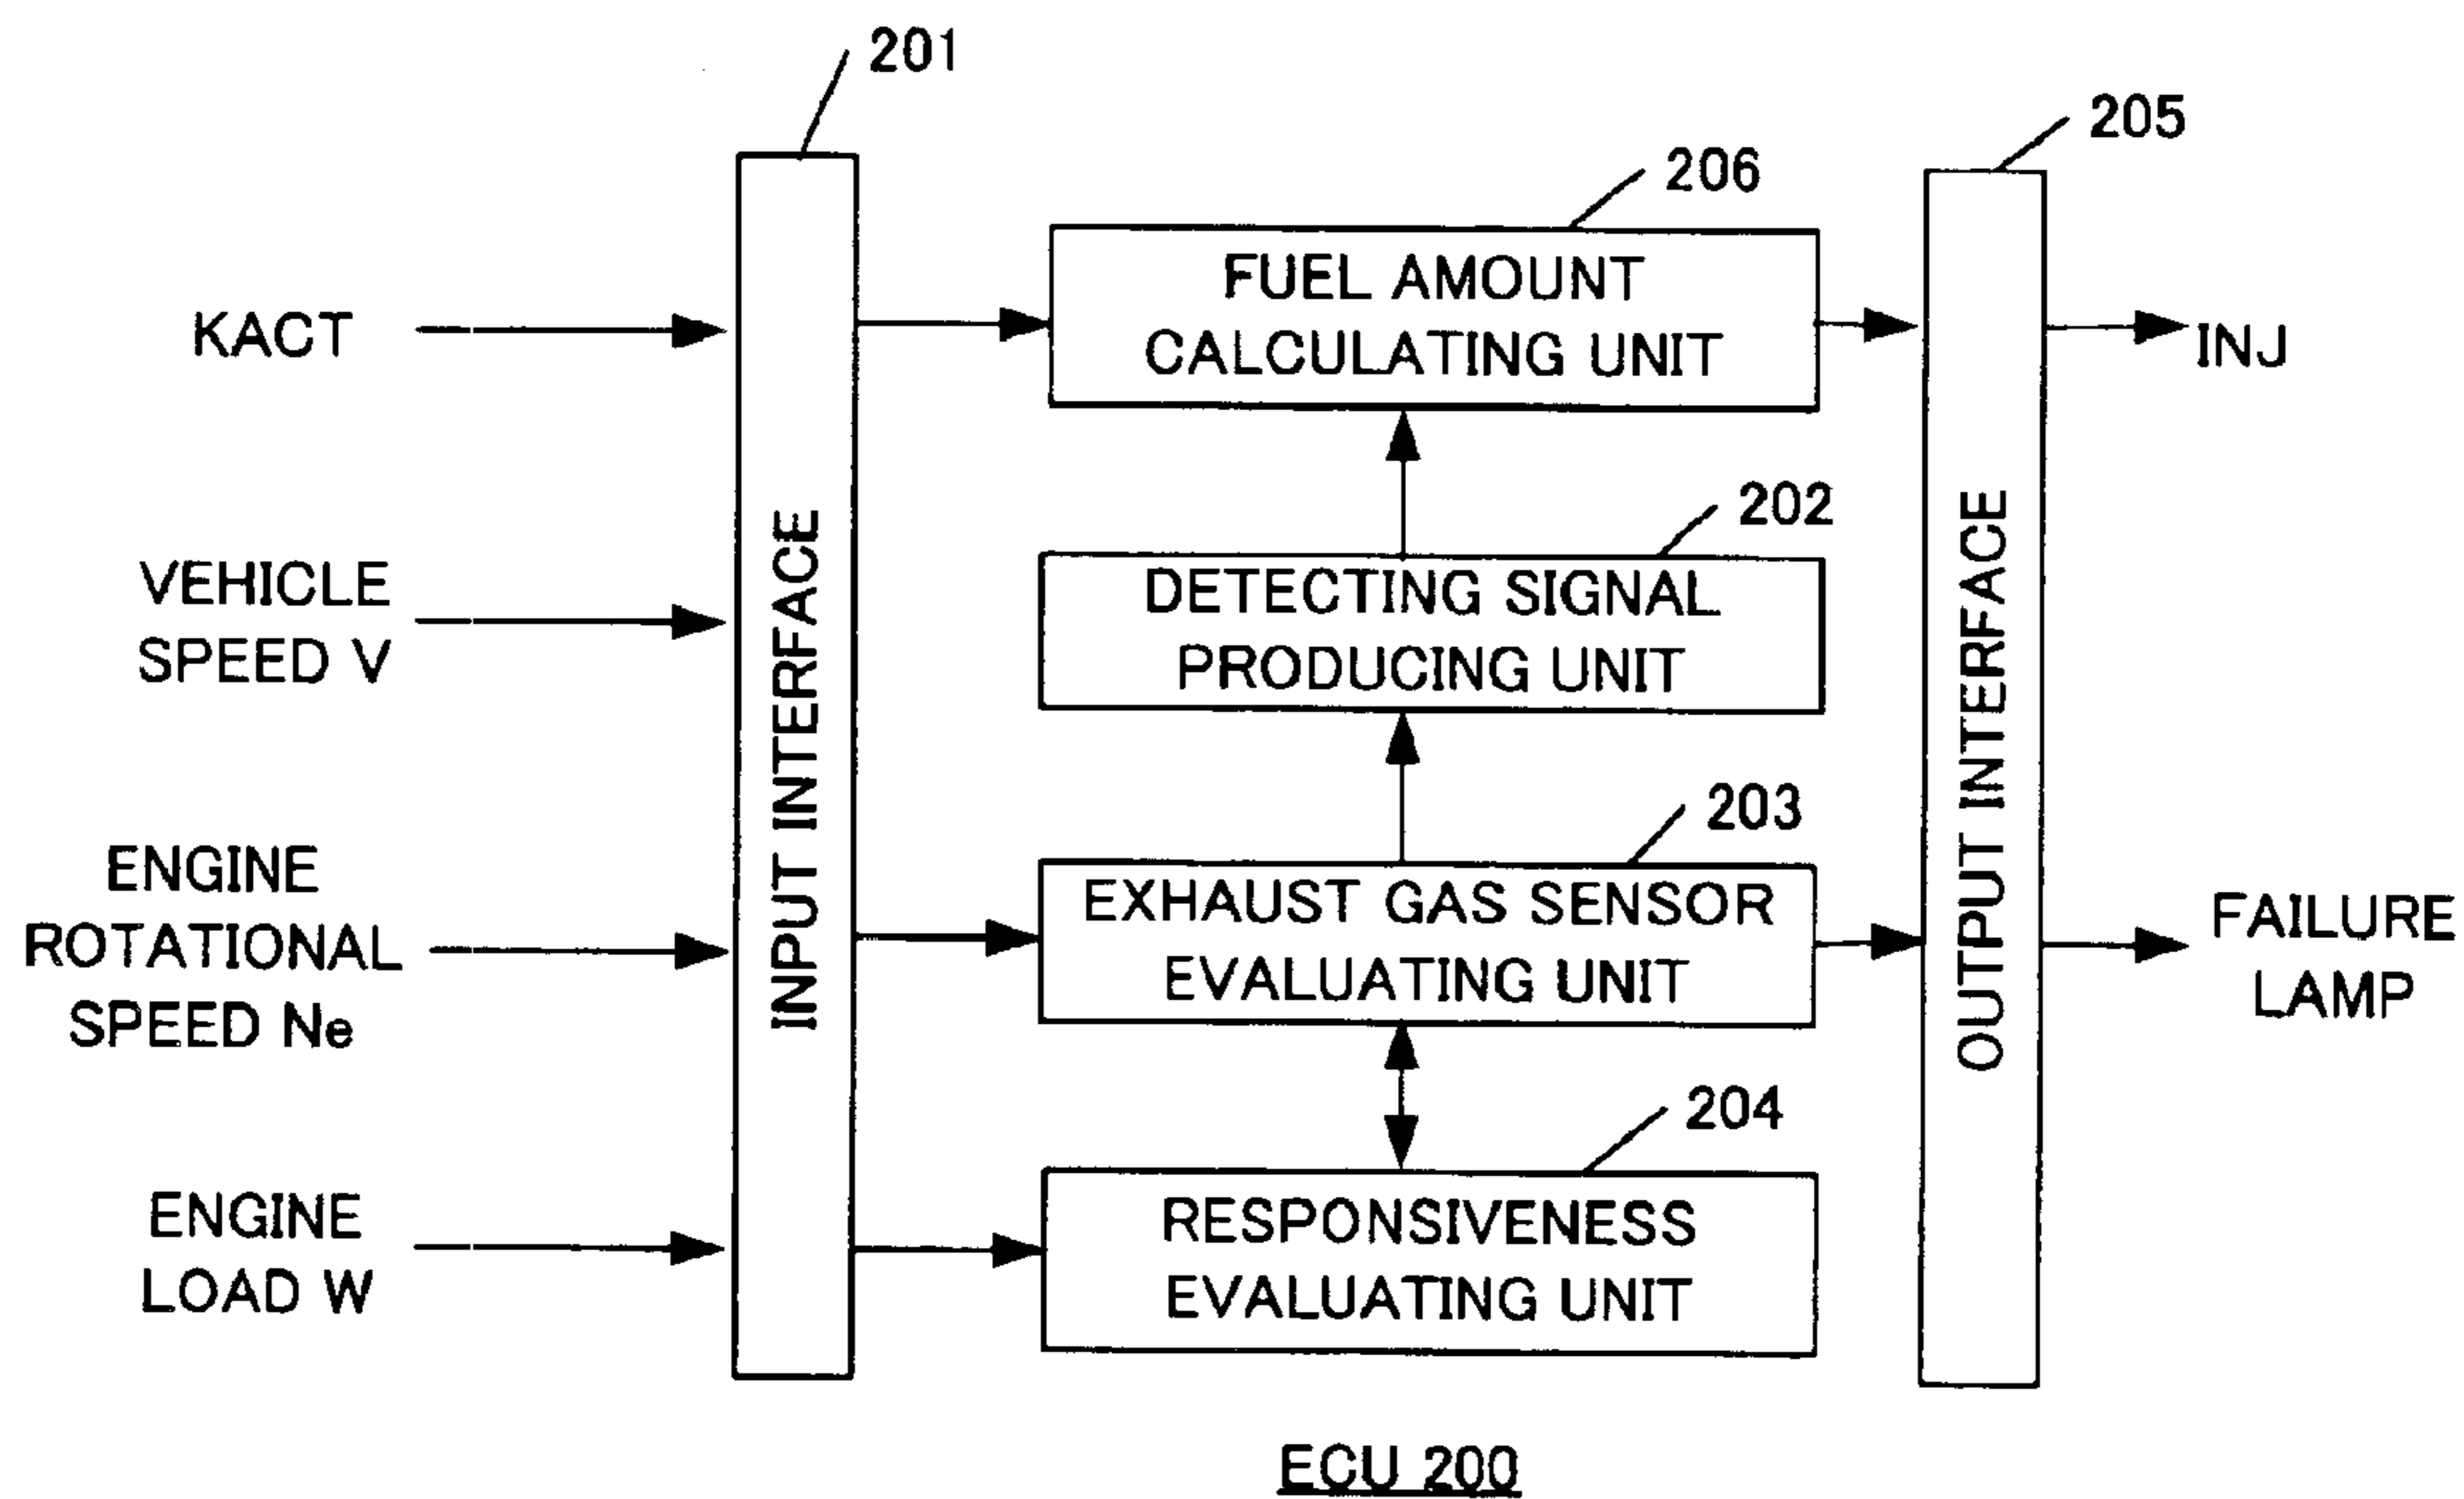 201
205
206
FUEL AMOUNT
CALCULATING UNIT
KACT
INJ
202
DETECTING SIGNAL
PRODUCING UNIT
VEHICLE
SPEED V
INPUT INTERFACE
OUTPUT INTERFACE
203
EXHAUST GAS SENSOR
EVALUATING UNIT
ENGINE
ROTATIONAL
SPEED Ne
FAILURE
LAMP
204
RESPONSIVENESS
EVALUATING UNIT
ENGINE
LOAD W
ECU 200